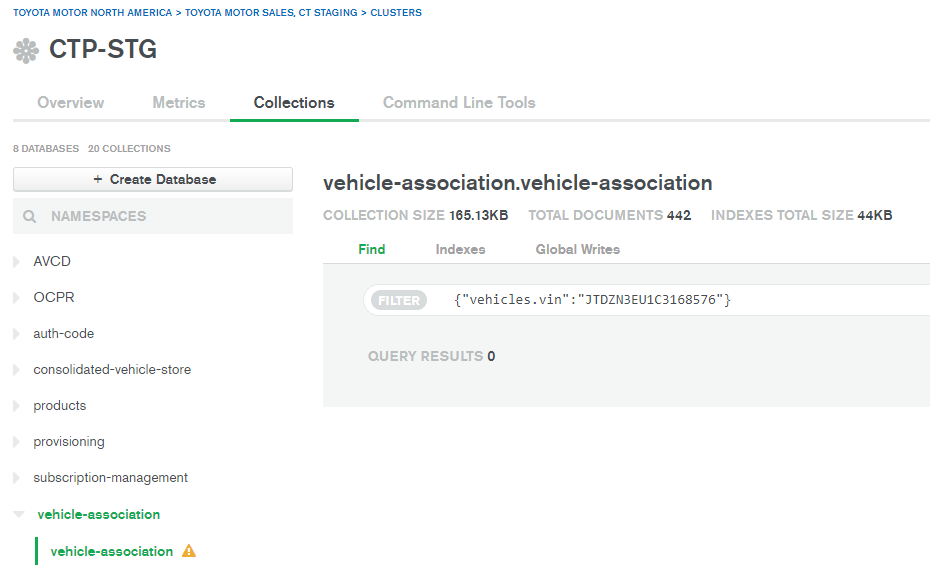 TOYOTA MOTOR NORTH AMERICA > TOYOTA MOTOR SALES, CT STAGING > CLUSTERS
CTP-STG
Overview Metrics Collections Command Line Tools
8 DATABASES 20 COLLECTIONS
+ Create Database
NAMESPACES
AVCD
OCPR
auth-code
consolidated-vehicle-store
products
provisioning
subscription-management
vehicle-association
vehicle-association
vehicle-association.vehicle-association
COLLECTION SIZE 165.13KB TOTAL DOCUMENTS 442 INDEXES TOTAL SIZE 44KB
Find Indexes Global Writes
FILTER {"vehicles.vin":"JTDZN3EU1C3168576"}
QUERY RESULTS 0